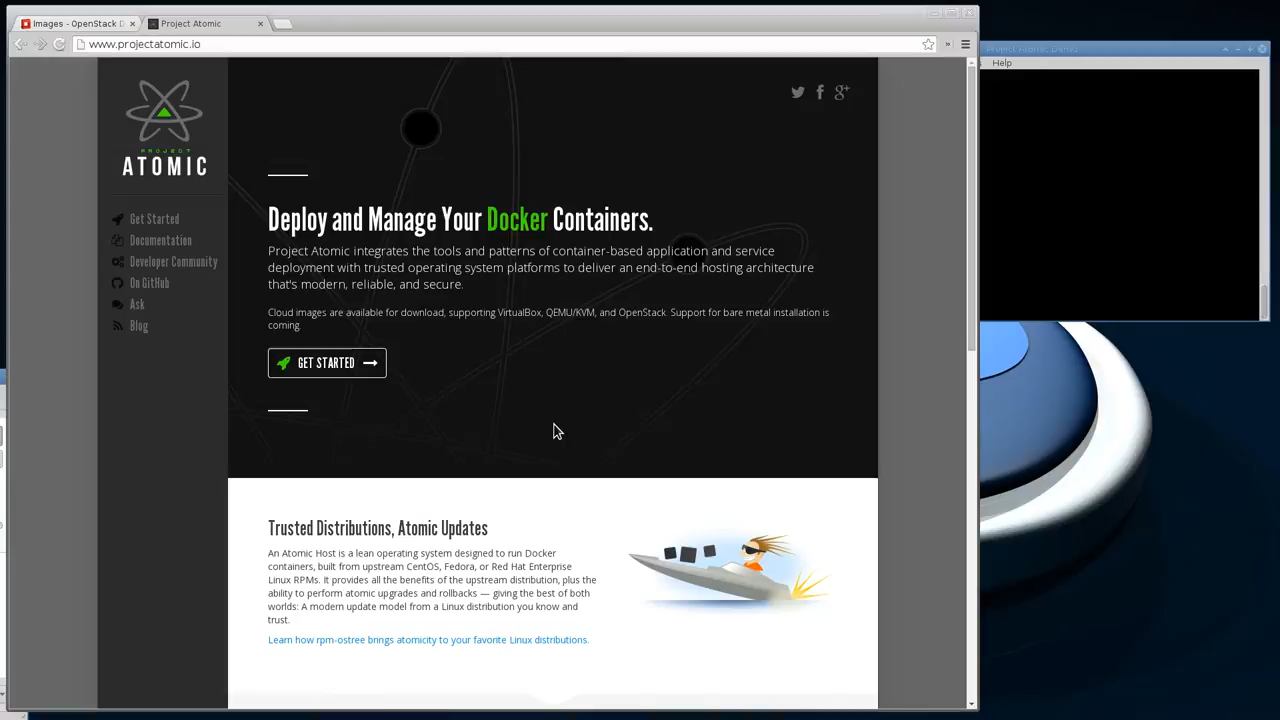 Images - OpenStack D
Project Atomic
www.projectatomic.io
Project Atomic Demo
Help
PROJECT
ATOMIC
Get Started
Documentation
Developer Community
On GitHub
Ask
Blog
Deploy and Manage Your Docker Containers.
Project Atomic integrates the tools and patterns of container-based application and service
deployment with trusted operating system platforms to deliver an end-to-end hosting architecture
that's modern, reliable, and secure.
Cloud images are available for download, supporting VirtualBox, QEMU/KVM, and OpenStack. Support for bare metal installation is
coming.
GET STARTED
Trusted Distributions, Atomic Updates
An Atomic Host is a lean operating system designed to run Docker
containers, built from upstream CentOS, Fedora, or Red Hat Enterprise
Linux RPMs. It provides all the benefits of the upstream distribution, plus the
ability to perform atomic upgrades and rollbacks — giving the best of both
worlds: A modern update model from a Linux distribution you know and
trust.
Learn how rpm-ostree brings atomicity to your favorite Linux distributions.